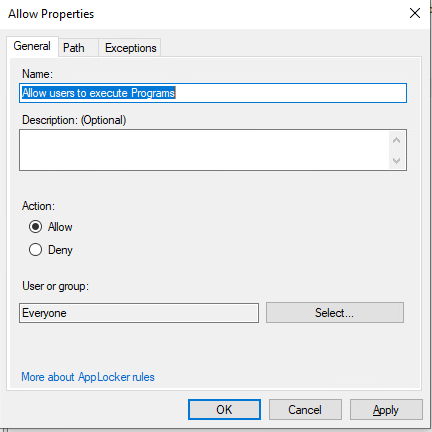 Allow Properties
General Path Exceptions
Name:
Allow users to execute Programs
Description: (Optional)
Action:
Allow
Deny
User or group:
Everyone Select...
More about AppLocker rules
OK Cancel Apply